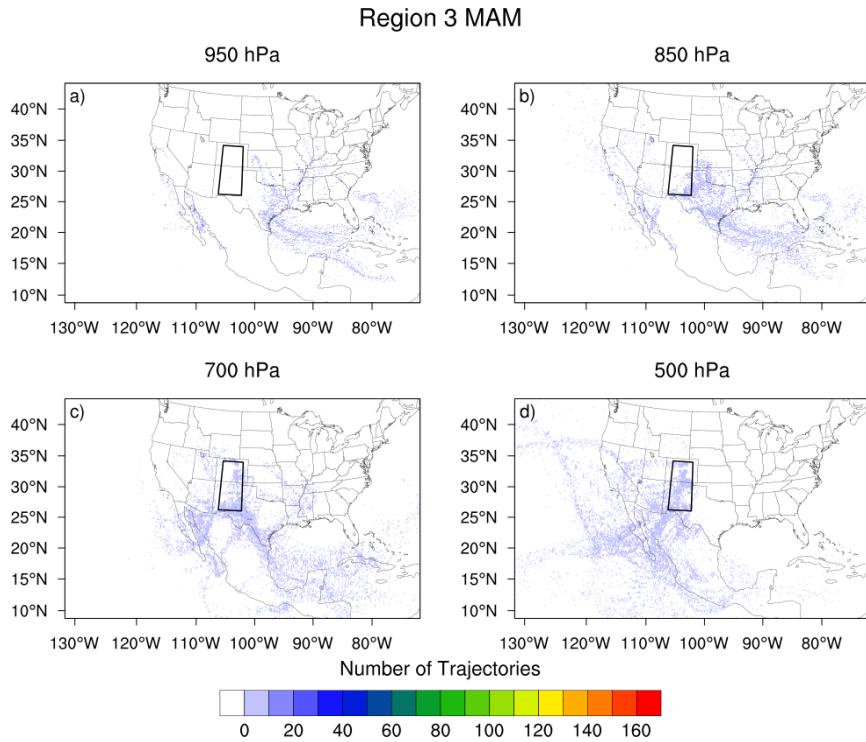 Region 3 MAM
950 hPa
850 hPa
a)
b)
40°N
35°N
30°N
25°N
20°N
15°N
10°N
40°N
35°N
30°N
25°N
20°N
15°N
10°N
130°W 120°W 110°W 100°W 90°W 80°W
130°W 120°W 110°W 100°W 90°W 80°W
700 hPa
500 hPa
c)
d)
40°N
35°N
30°N
25°N
20°N
15°N
10°N
40°N
35°N
30°N
25°N
20°N
15°N
10°N
130°W 120°W 110°W 100°W 90°W 80°W
130°W 120°W 110°W 100°W 90°W 80°W
Number of Trajectories
0 20 40 60 80 100 120 140 160